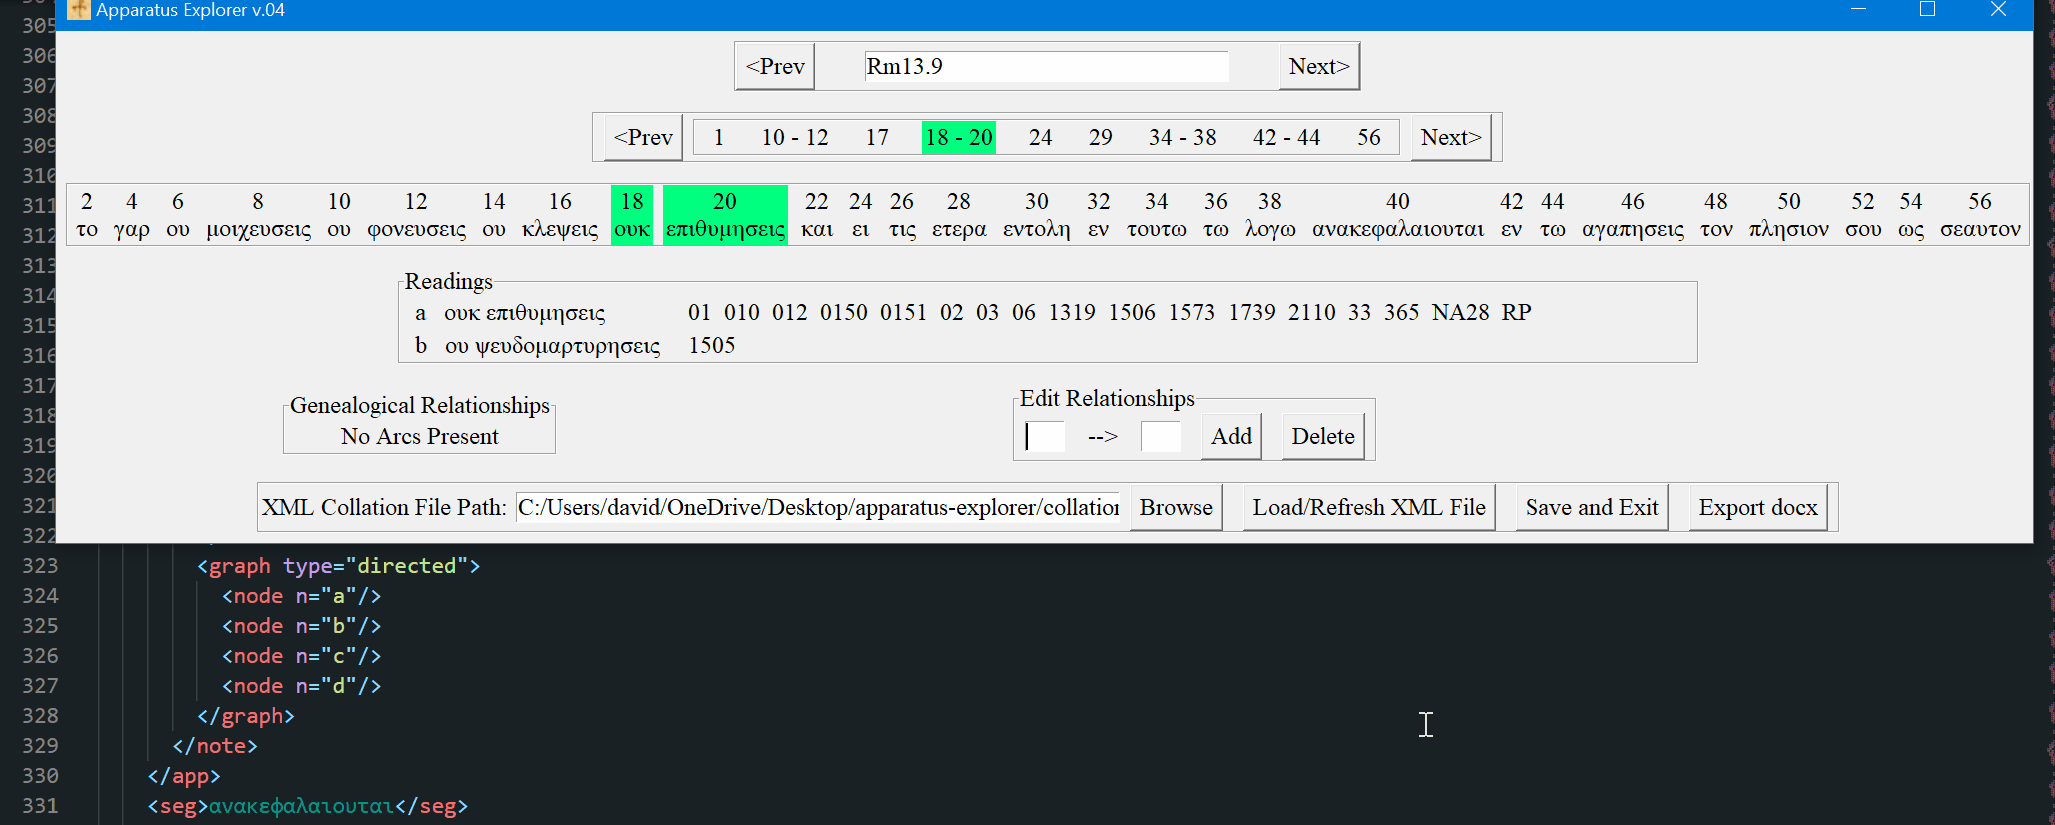 Apparatus Explorer v.04
<Prev Rm13.9 Next>
<Prev 1 10 - 12 17 18 - 20 24 29 34 - 38 42 - 44 56 Next>
2 4 6 8 10 12 14 16 18 20 22 24 26 28 30 32 34 36 38 40 42 44 46 48 50 52 54 56
το γαρ ου μοιχευσεις ου φονευσεις ου κλεψεις ουκ επιθυμησεις και ει τις ετερα εντολη εν τουτω τω λογω ανακεφαλαιουται εν τω αγαπησεις τον πλησιον σου ως σεαυτον
Readings
a ουκ επιθυμησεις 01 010 012 0150 0151 02 03 06 1319 1506 1573 1739 2110 33 365 NA28 RP
b ου ψευδομαρτυρησεις 1505
Genealogical Relationships
No Arcs Present
Edit Relationships
--> Add Delete
XML Collation File Path: C:/Users/david/OneDrive/Desktop/apparatus-explorer/collation Browse Load/Refresh XML File Save and Exit Export docx
305
306
307
308
309
310
311
312
313
314
315
316
317
318
319
320
321
322
323 <graph type="directed">
324 <node n="a"/>
325 <node n="b"/>
326 <node n="c"/>
327 <node n="d"/>
328 </graph>
329 </note>
330 </app>
331 <seg>ανακεφαλαιουται</seg>